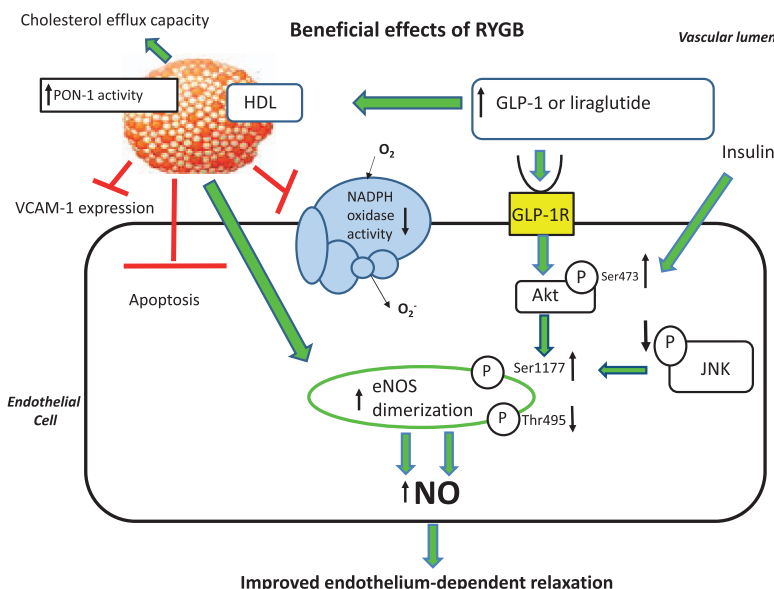 Cholesterol efflux capacity
Beneficial effects of RYGB
Vascular lumen
PON-1 activity
HDL
GLP-1 or liraglutide
Insulin
O2
VCAM-1 expression
NADPH
oxidase
activity
GLP-1R
Apoptosis
O2-
P
Ser473
Akt
P
JNK
Endothelial
Cell
P
Ser1177
eNOS
dimerization
P
Thr495
NO
Improved endothelium-dependent relaxation